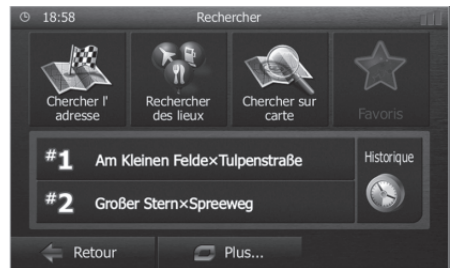 18:58 Rechercher
Chercher l'
adresse
Rechercher
des lieux
Chercher sur
carte
Favoris
#1 Am Kleinen Felde×Tulpenstraße
Historique
#2 Großer Stern×Spreeweg
Retour
Plus...